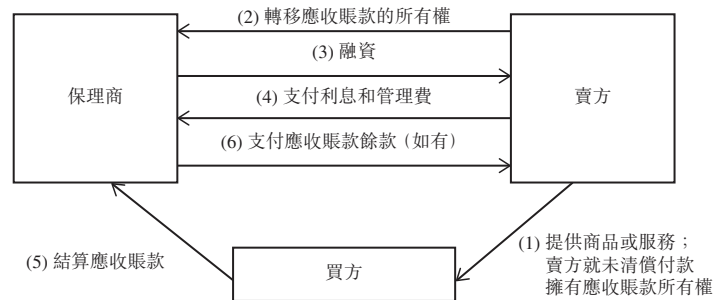 (2) 轉移應收賬款的所有權
(3) 融資
保理商
(4) 支付利息和管理費
賣方
(6) 支付應收賬款餘款（如有）
(1) 提供商品或服務；
賣方就未清償付款
擁有應收賬款所有權
(5) 結算應收賬款
買方